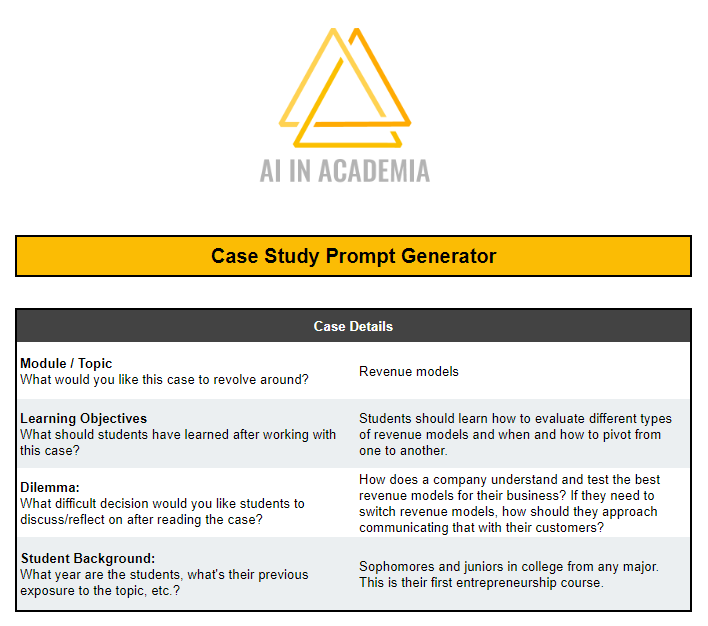 AI IN ACADEMIA
Case Study Prompt Generator
Case Details
Module / Topic
What would you like this case to revolve around?
Revenue models
Learning Objectives
What should students have learned after working with
this case?
Students should learn how to evaluate different types
of revenue models and when and how to pivot from
one to another.
Dilemma:
What difficult decision would you like students to
discuss/reflect on after reading the case?
How does a company understand and test the best
revenue models for their business? If they need to
switch revenue models, how should they approach
communicating that with their customers?
Student Background:
What year are the students, what's their previous
exposure to the topic, etc.?
Sophomores and juniors in college from any major.
This is their first entrepreneurship course.